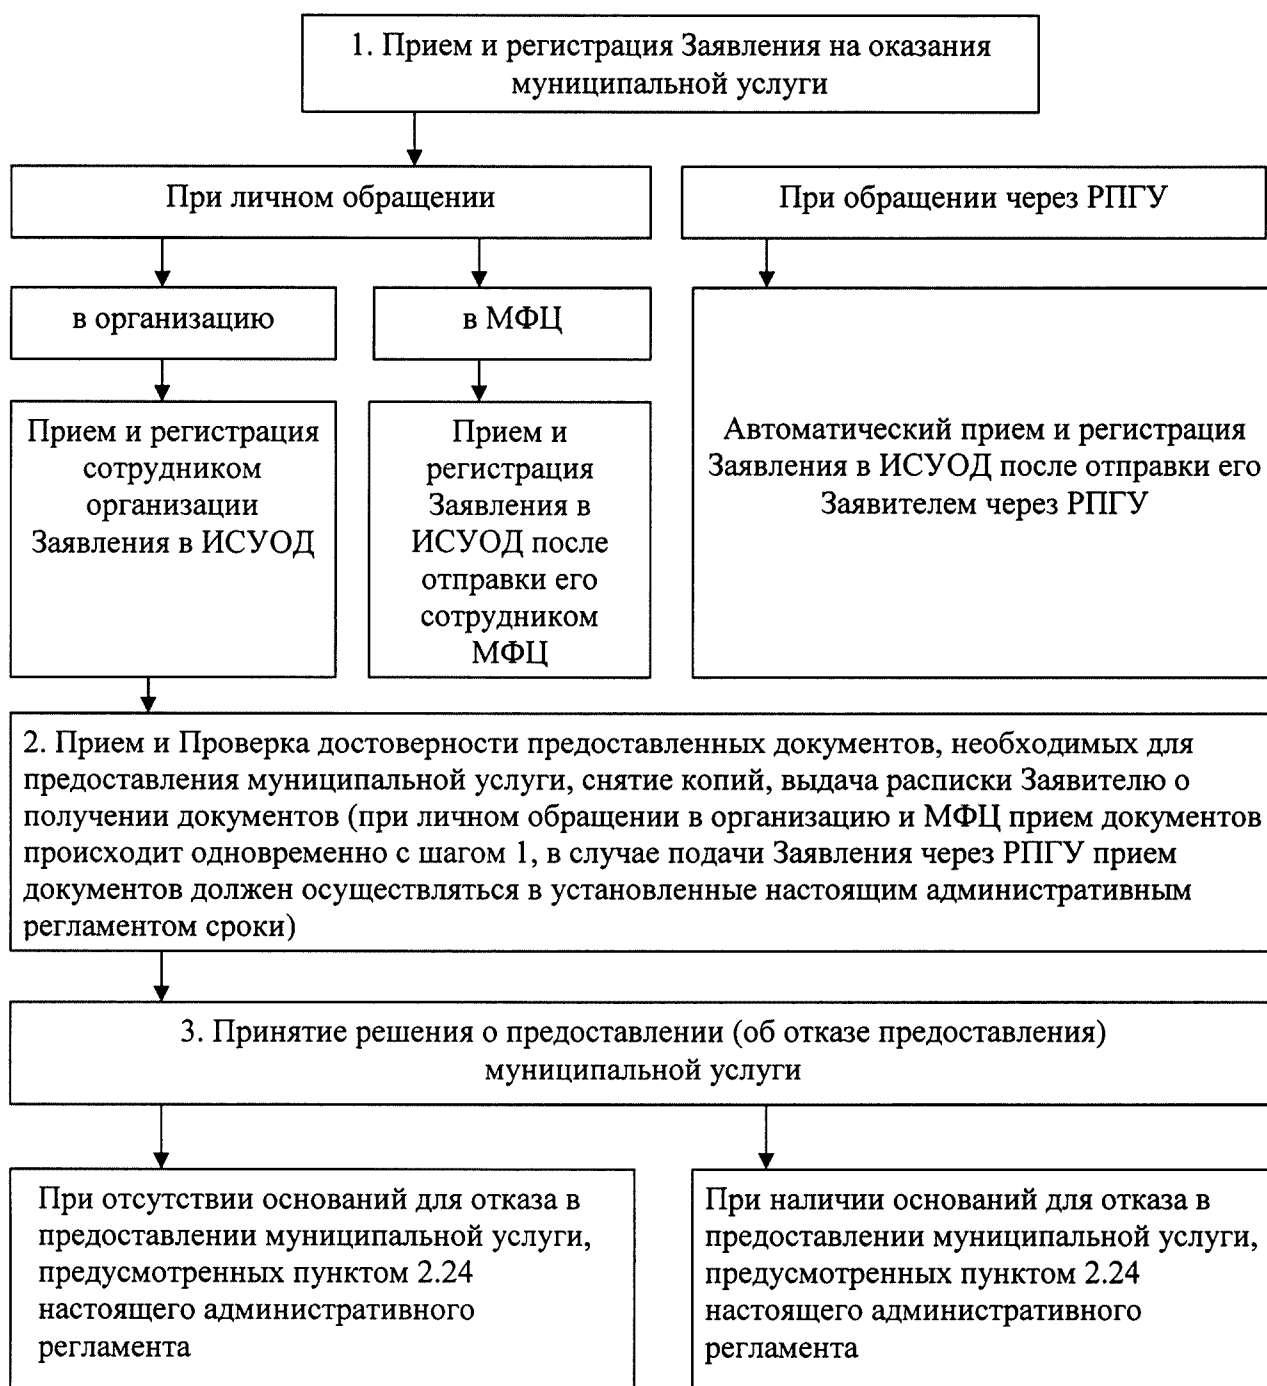 1. Прием и регистрация Заявления на оказания
муниципальной услуги
При личном обращении
При обращении через РПГУ
в организацию
в МФЦ
Прием и регистрация
сотрудником
организации
Заявления в ИСУОД
Прием и
регистрация
Заявления в
ИСУОД после
отправки его
сотрудником
МФЦ
Автоматический прием и регистрация
Заявления в ИСУОД после отправки его
Заявителем через РПГУ
2. Прием и Проверка достоверности предоставленных документов, необходимых для
предоставления муниципальной услуги, снятие копий, выдача расписки Заявителю о
получении документов (при личном обращении в организацию и МФЦ прием документов
происходит одновременно с шагом 1, в случае подачи Заявления через РПГУ прием
документов должен осуществляться в установленные настоящим административным
регламентом сроки)
3. Принятие решения о предоставлении (об отказе предоставления)
муниципальной услуги
При отсутствии оснований для отказа в
предоставлении муниципальной услуги,
предусмотренных пунктом 2.24
настоящего административного
регламента
При наличии оснований для отказа в
предоставлении муниципальной услуги,
предусмотренных пунктом 2.24
настоящего административного
регламента